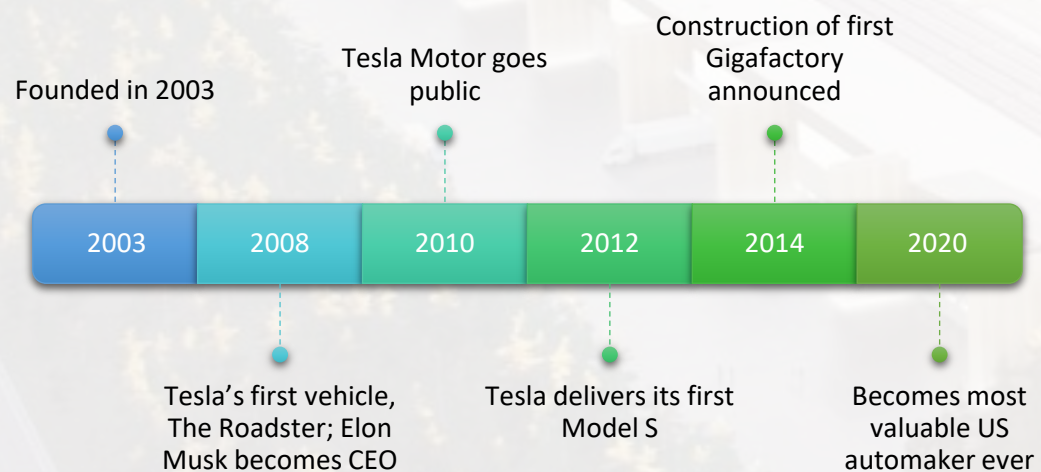 Founded in 2003
Tesla Motor goes
public
Construction of first
Gigafactory
announced
2003
2008
2010
2012
2014
2020
Tesla’s first vehicle,
The Roadster; Elon
Musk becomes CEO
Tesla delivers its first
Model S
Becomes most
valuable US
automaker ever